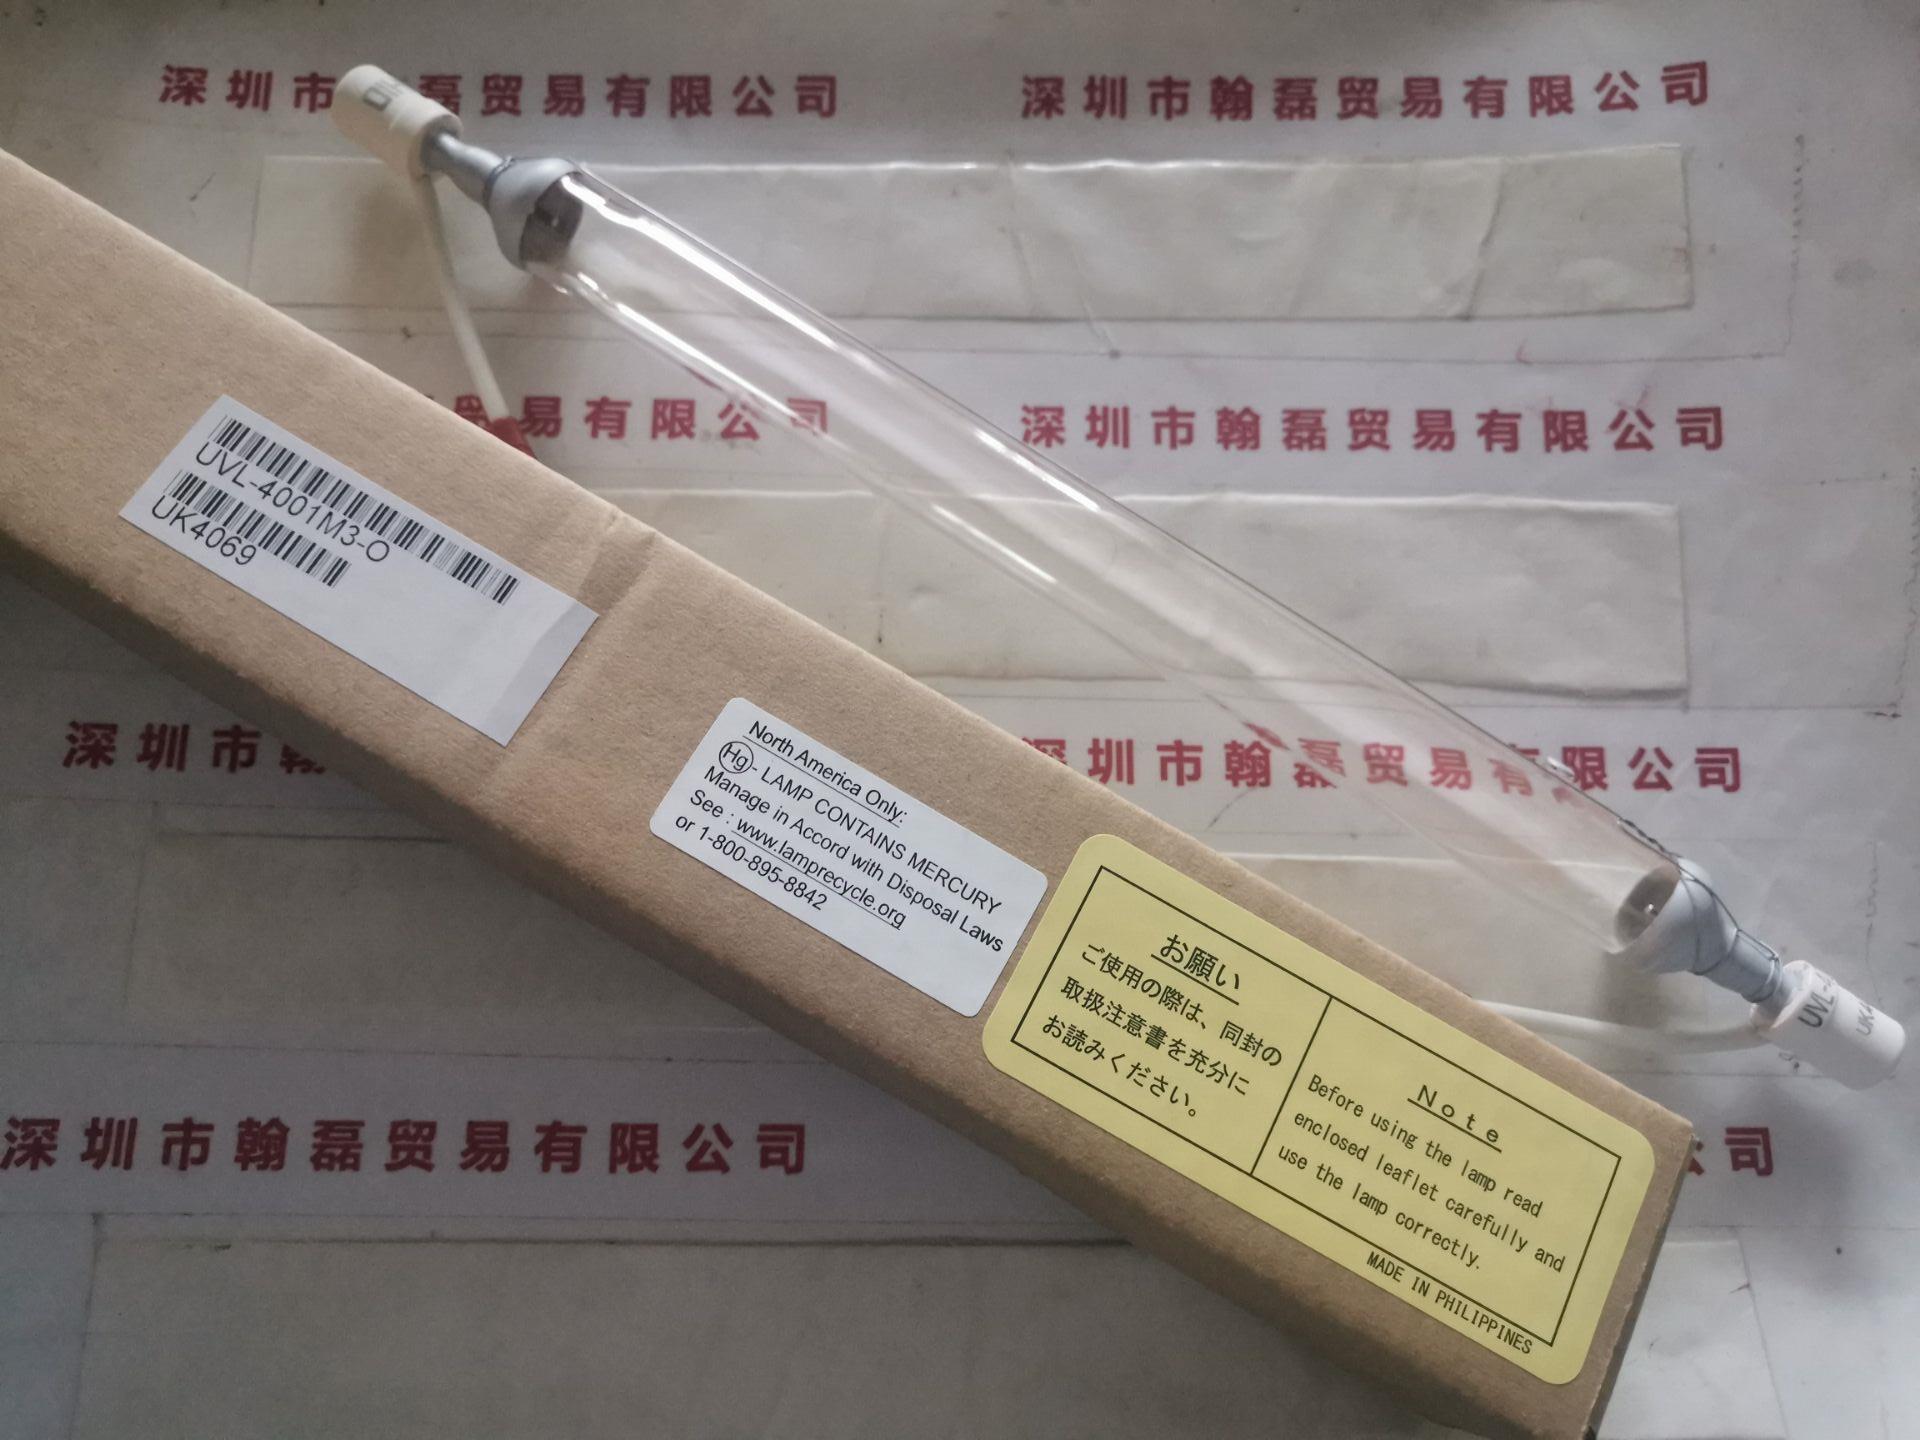 深圳市 磊贸易有限公司
深圳市翰磊贸易有限公司
易有限公司
深圳市翰磊贸易有限公司
深圳市
圳市翰磊贸易 限公司
深圳市翰磊贸易有限公司
公司
UVL-4001M3-O
UK4069
North America Only:
Hg - LAMP CONTAINS MERCURY
Manage in Accord with Disposal Laws
See : www.lamprecycle.org
or 1-800-895-8842
お願い
ご使用の際は、同封の
取扱注意書を充分に
お読みください。
Note
Before using the lamp read
enclosed leaflet carefully and
use the lamp correctly.
MADE IN PHILIPPINES
UVL-